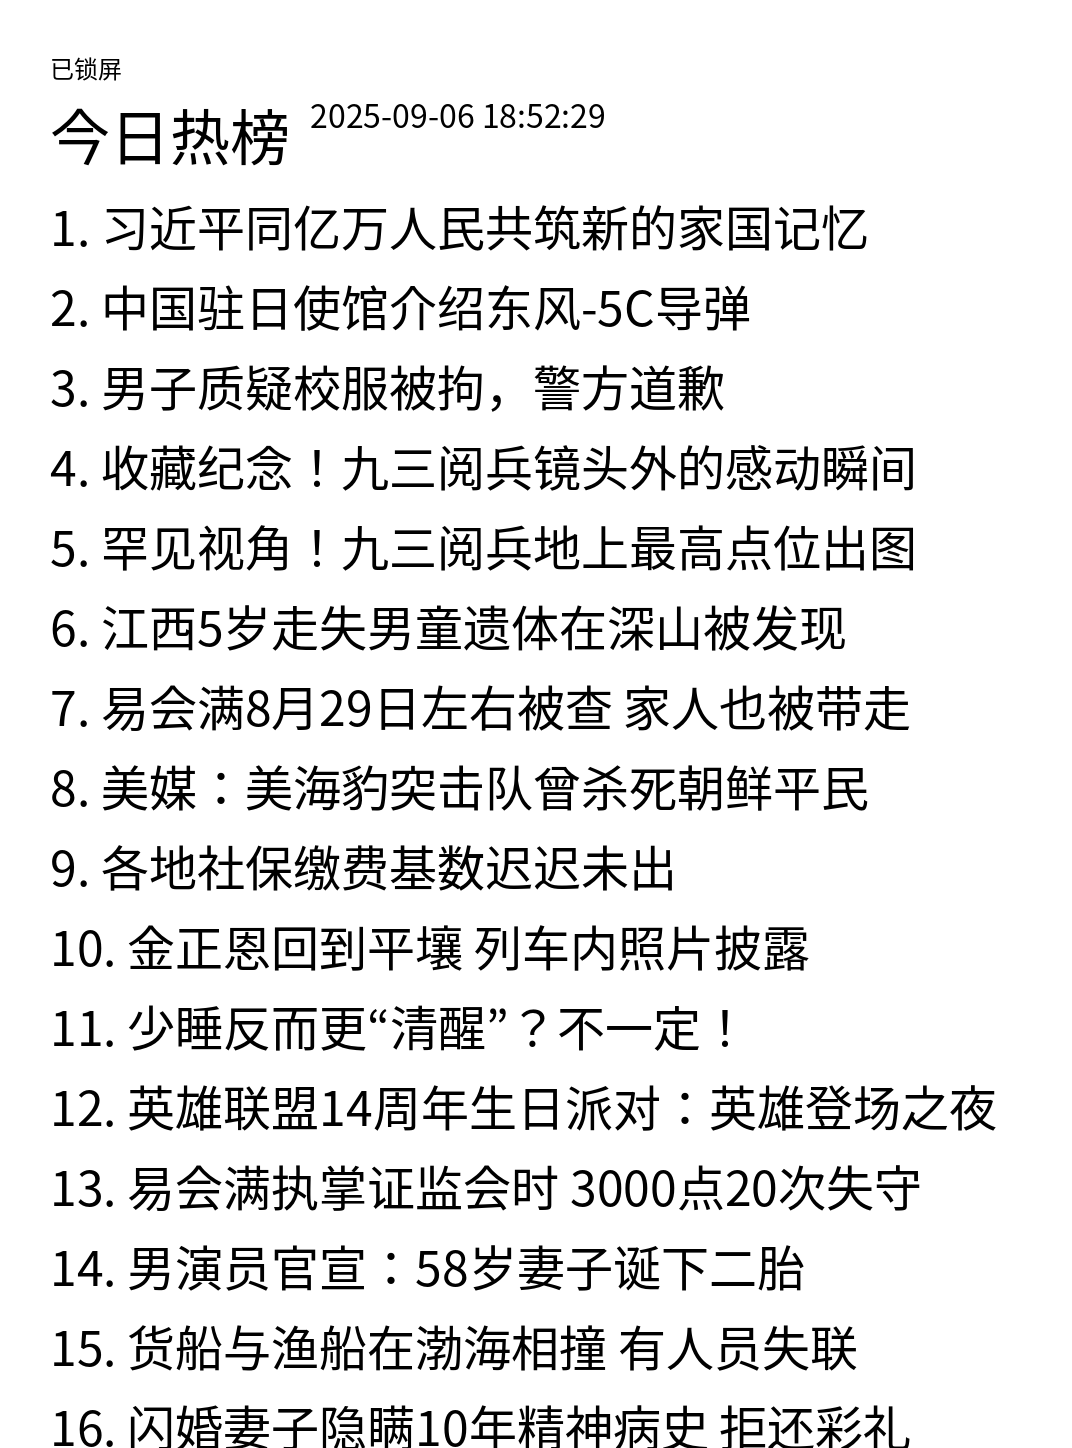 已锁屏
今日热榜 2025-09-06 18:52:29
1. 习近平同亿万人民共筑新的家国记忆
2. 中国驻日使馆介绍东风-5C导弹
3. 男子质疑校服被拘，警方道歉
4. 收藏纪念！九三阅兵镜头外的感动瞬间
5. 罕见视角！九三阅兵地上最高点位出图
6. 江西5岁走失男童遗体在深山被发现
7. 易会满8月29日左右被查 家人也被带走
8. 美媒：美海豹突击队曾杀死朝鲜平民
9. 各地社保缴费基数迟迟未出
10. 金正恩回到平壤 列车内照片披露
11. 少睡反而更“清醒”？不一定！
12. 英雄联盟14周年生日派对：英雄登场之夜
13. 易会满执掌证监会时 3000点20次失守
14. 男演员官宣：58岁妻子诞下二胎
15. 货船与渔船在渤海相撞 有人员失联
16. 闪婚妻子隐瞒10年精神病史 拒还彩礼